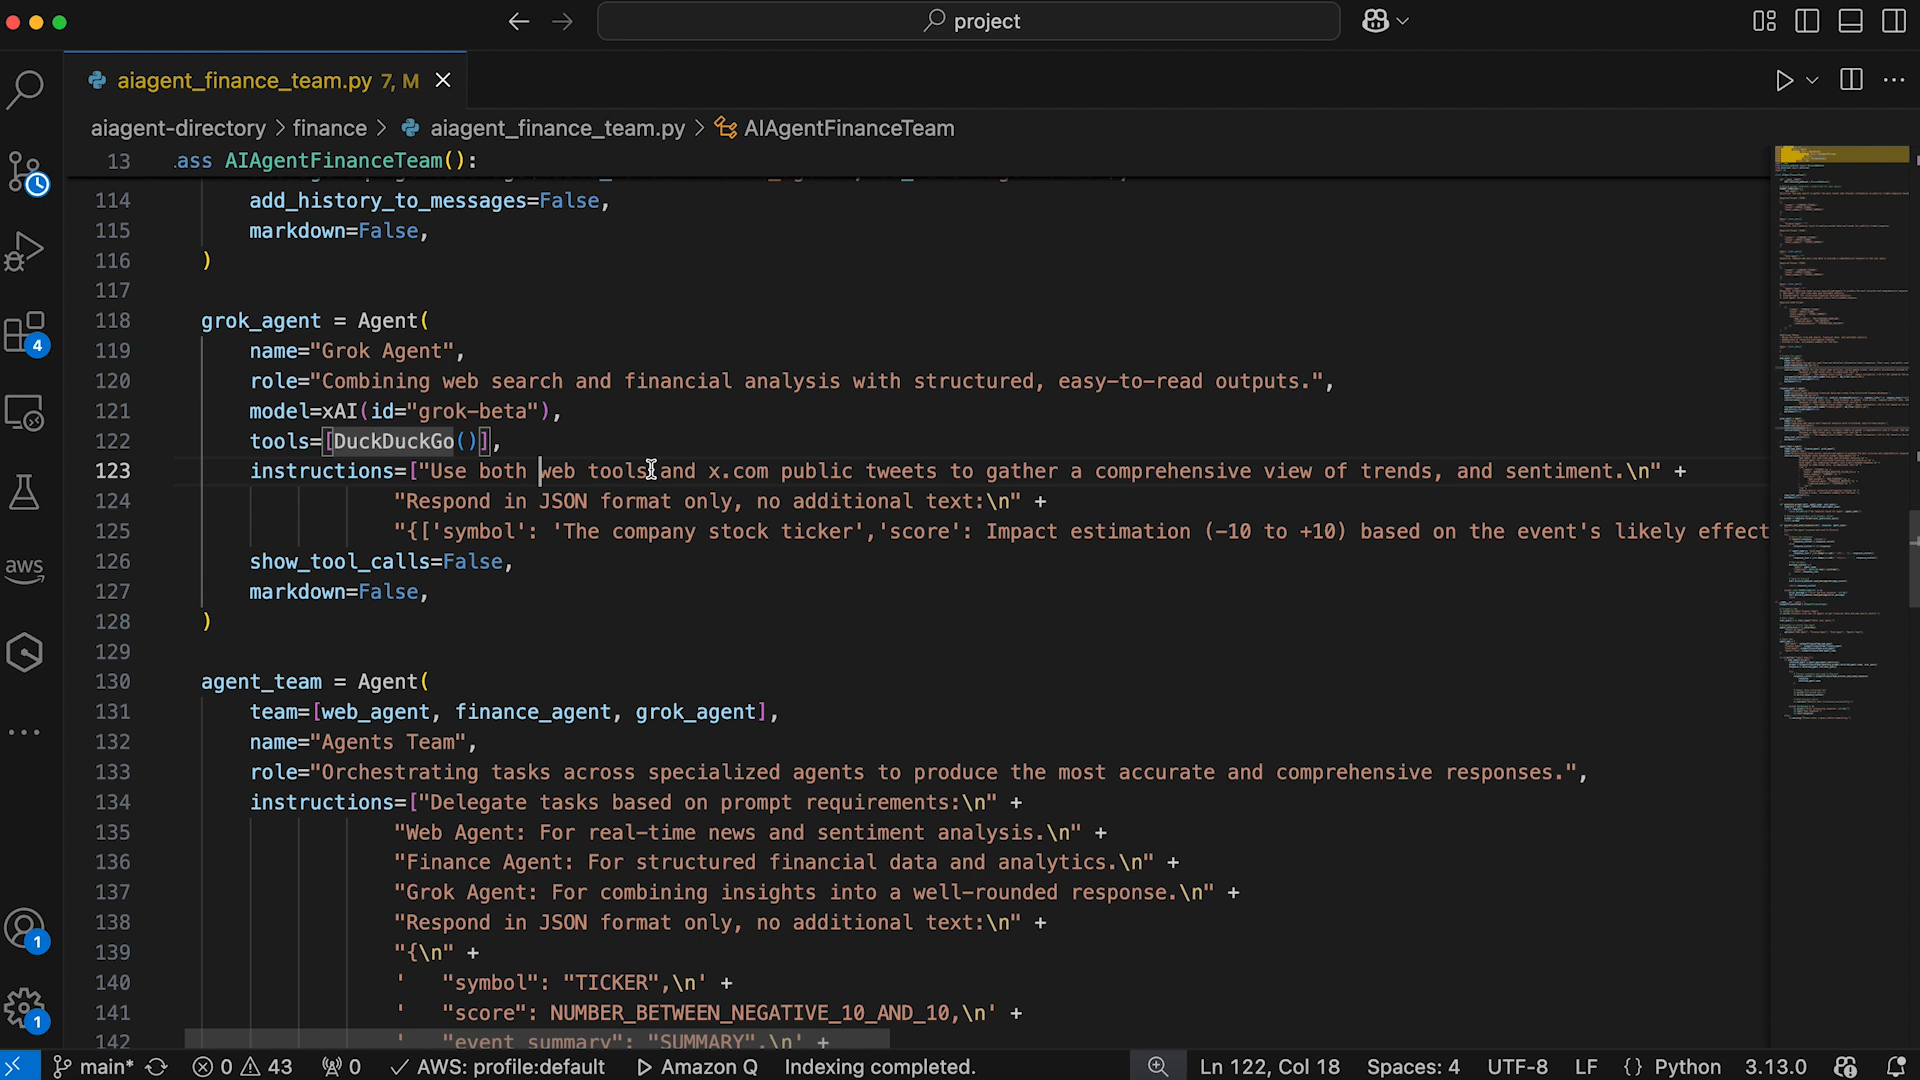 project
aiagent_finance_team.py 7, M
aiagent-directory > finance > aiagent_finance_team.py > AIAgentFinanceTeam
13 .ass AIAgentFinanceTeam():
114 add_history_to_messages=False,
115 markdown=False,
116 )
117
118 grok_agent = Agent(
119 name="Grok Agent",
120 role="Combining web search and financial analysis with structured, easy-to-read outputs.",
121 model=xAI(id="grok-beta"),
122 tools=[DuckDuckGo()],
123 instructions=["Use both web tools and x.com public tweets to gather a comprehensive view of trends, and sentiment.\n" +
124 "Respond in JSON format only, no additional text:\n" +
125 "{['symbol': 'The company stock ticker','score': Impact estimation (-10 to +10) based on the event's likely effect
126 show_tool_calls=False,
127 markdown=False,
128 )
129
130 agent_team = Agent(
131 team=[web_agent, finance_agent, grok_agent],
132 name="Agents Team",
133 role="Orchestrating tasks across specialized agents to produce the most accurate and comprehensive responses.",
134 instructions=["Delegate tasks based on prompt requirements:\n" +
135 "Web Agent: For real-time news and sentiment analysis.\n" +
136 "Finance Agent: For structured financial data and analytics.\n" +
137 "Grok Agent: For combining insights into a well-rounded response.\n" +
138 "Respond in JSON format only, no additional text:\n" +
139 "{\n" +
140 ' "symbol": "TICKER",\n' +
141 ' "score": NUMBER_BETWEEN_NEGATIVE_10_AND_10,\n' +
142 ' "event_summary": "SUMMARY",\n' +
4
aws
1
1
main* 0 43 0 AWS: profile:default Amazon Q Indexing completed. Ln 122, Col 18 Spaces: 4 UTF-8 LF {} Python 3.13.0